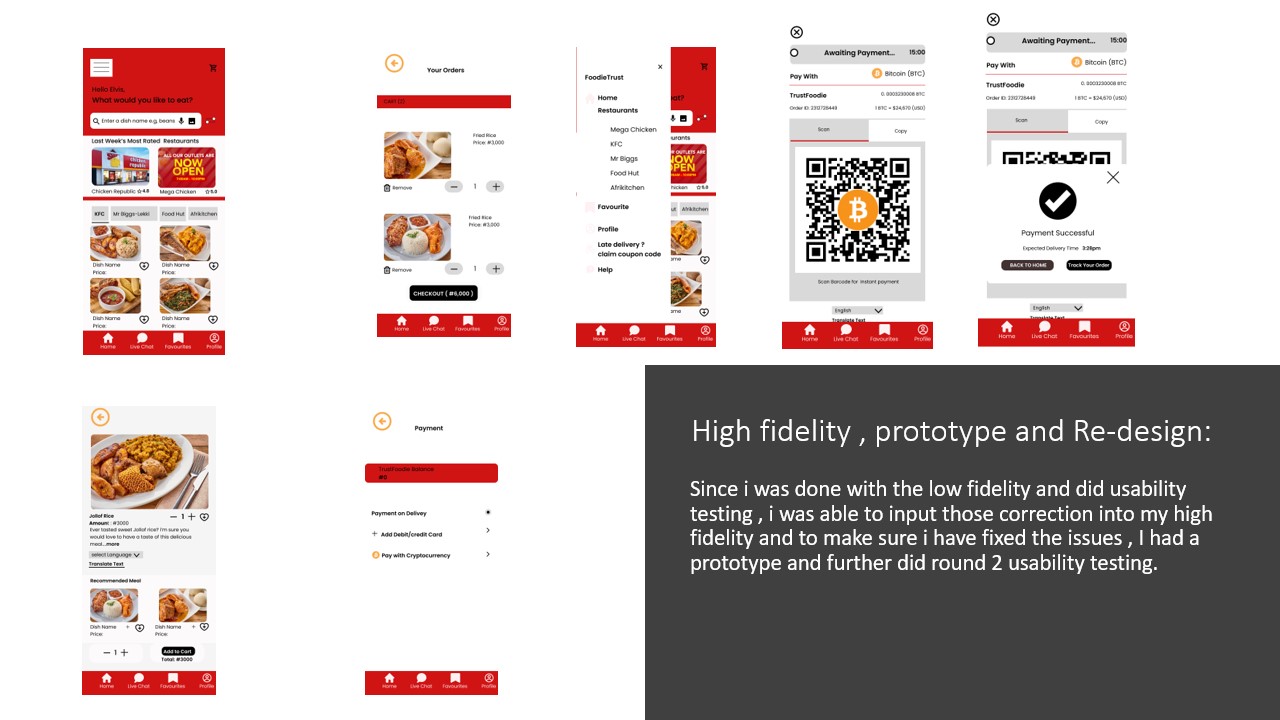 Hello Elvis,
What would you like to eat?
Enter a dish name e.g, beans
Last Week's Most Rated Restaurants
Chicken Republic
ALL OUR OUTLETS ARE
NOW
OPEN
Chicken Republic 4.8
Mega Chicken 5.0
KFC Mr Biggs-Lekki Food Hut Afrikitchen
Dish Name
Price:
Dish Name
Price:
Dish Name
Price:
Dish Name
Price:
Home Live Chat Favourites Profile
Your Orders
CART (2)
Fried Rice
Price: #3,000
Remove
— 1 +
Fried Rice
Price: #3,000
Remove
— 1 +
CHECKOUT ( #6,000 )
Home Live Chat Favourites Profile
FoodieTrust
Home
Restaurants
Mega Chicken
KFC
Mr Biggs
Food Hut
Afrikitchen
Favourite
Profile
Late delivery ?
claim coupon code
Help
eat?
urants
NOW
OPEN
hicken 5.0
ut Afrikitchen
ome
Home Live Chat Favourites Profile
Awaiting Payment... 15:00
Pay With Bitcoin (BTC)
TrustFoodie 0. 0003230008 BTC
Order ID: 2312728449 1 BTC = $24,670 (USD)
Scan Copy
Scan Barcode for instant payment
English
Translate Text
Home Live Chat Favourites Profile
Awaiting Payment... 15:00
Pay With Bitcoin (BTC)
TrustFoodie 0. 0003230008 BTC
Order ID: 2312728449 1 BTC = $24,670 (USD)
Scan Copy
Payment Successful
Expected Delivery Time 3:28pm
BACK TO HOME Track Your Order
English
Translate Text
Home Live Chat Favourites Profile
Jollof Rice — 1 +
Amount : #3000
Ever tasted sweet Jollof rice? I'm sure you
would love to have a taste of this delicious
meal...more
select Language
Translate Text
Recommended Meal
Dish Name +
Price:
Dish Name +
Price:
— 1 + Add to Cart
Total: #3000
Home Live Chat Favourites Profile
Payment
TrustFoodie Balance
#0
Payment on Delivey
+ Add Debit/credit Card
Pay with Cryptocurrency
Home Live Chat Favourites Profile
High fidelity , prototype and Re-design:
Since i was done with the low fidelity and did usability
testing , i was able to input those correction into my high
fidelity and to make sure i have fixed the issues , I had a
prototype and further did round 2 usability testing.